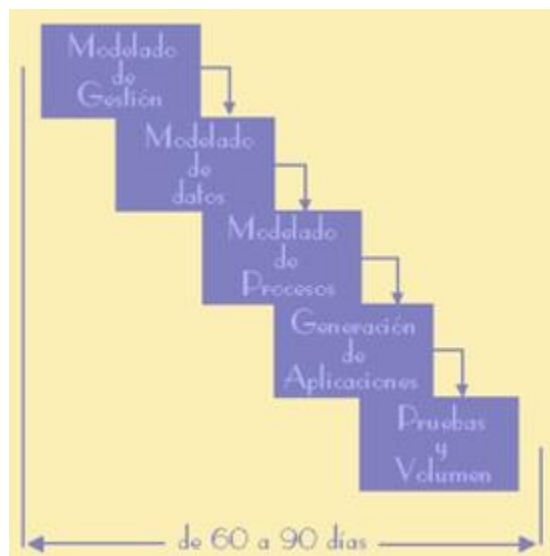 Modelado
de
Gestión
Modelado
de
datos
Modelado
de
Procesos
Generación
de
Aplicaciones
Pruebas
y
Volumen
de 60 a 90 días